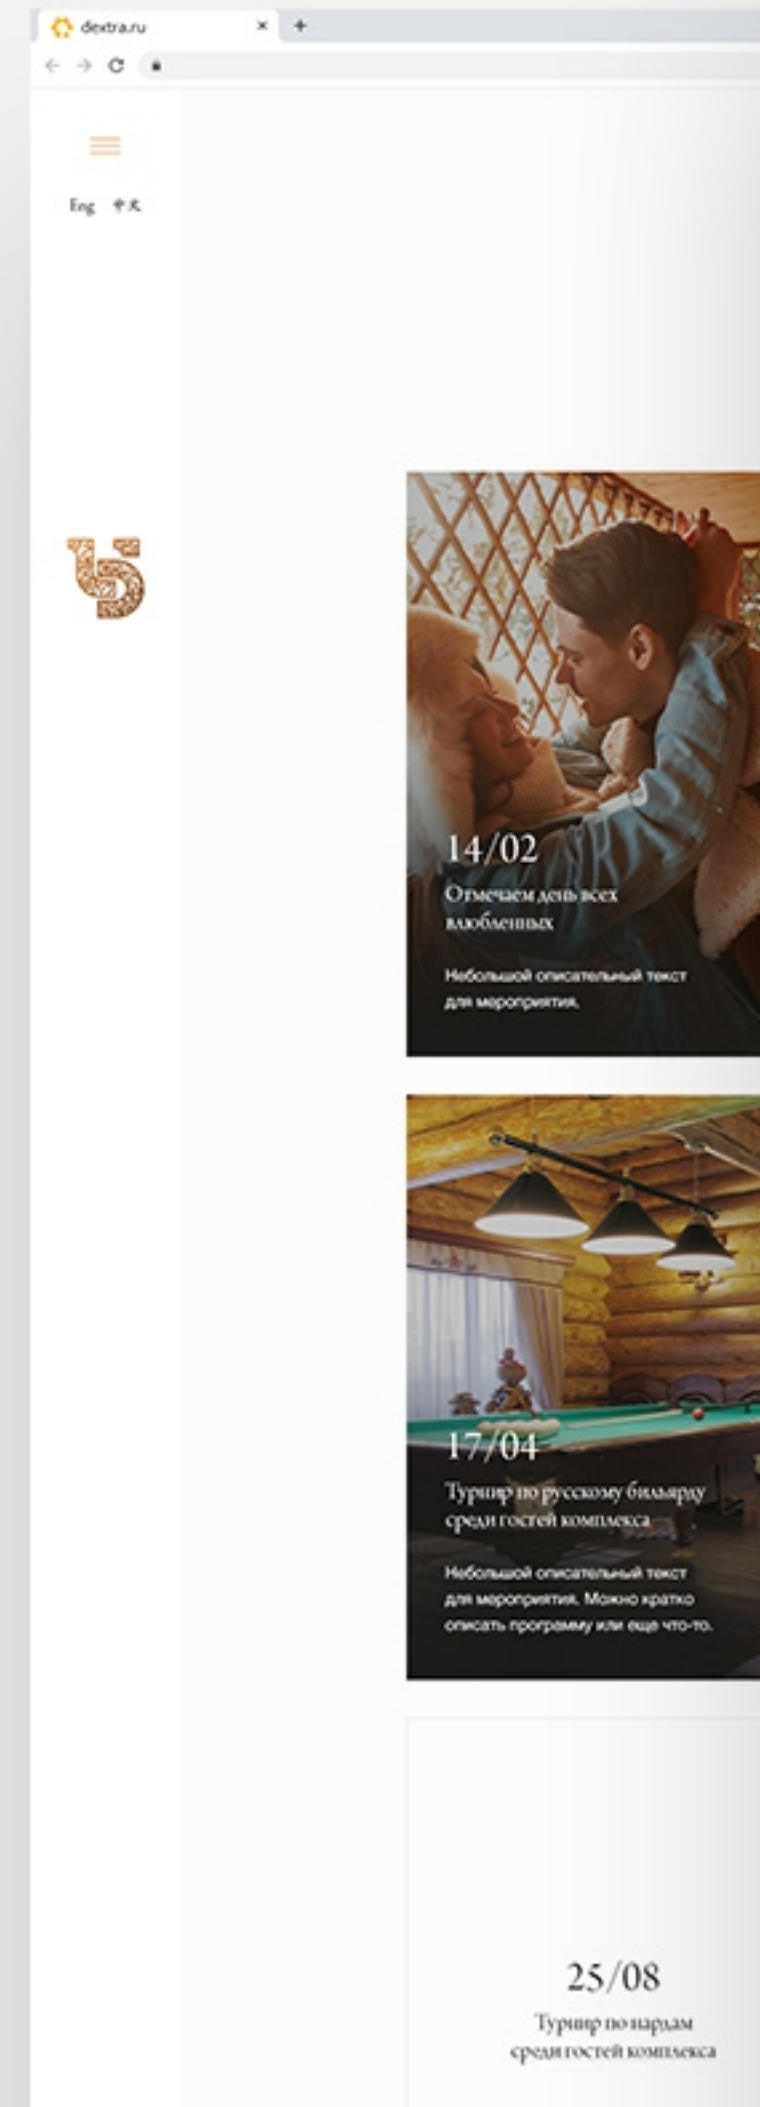 dextra.ru
Eng 中文
14/02
Отмечаем день всех
влюбленных
Небольшой описательный текст
для мероприятия.
17/04
Турнир по русскому бильярду
среди гостей комплекса
Небольшой описательный текст
для мероприятия. Можно кратко
описать программу или еще что-то.
25/08
Турнир по нардам
среди гостей комплекса